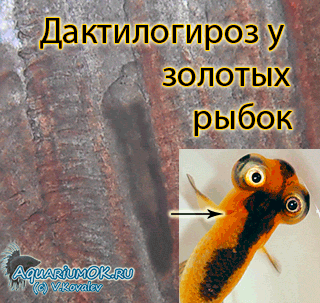 Дактилогироз у
золотых
рыбок
AquariumOK.ru
(c) V.Kovalev